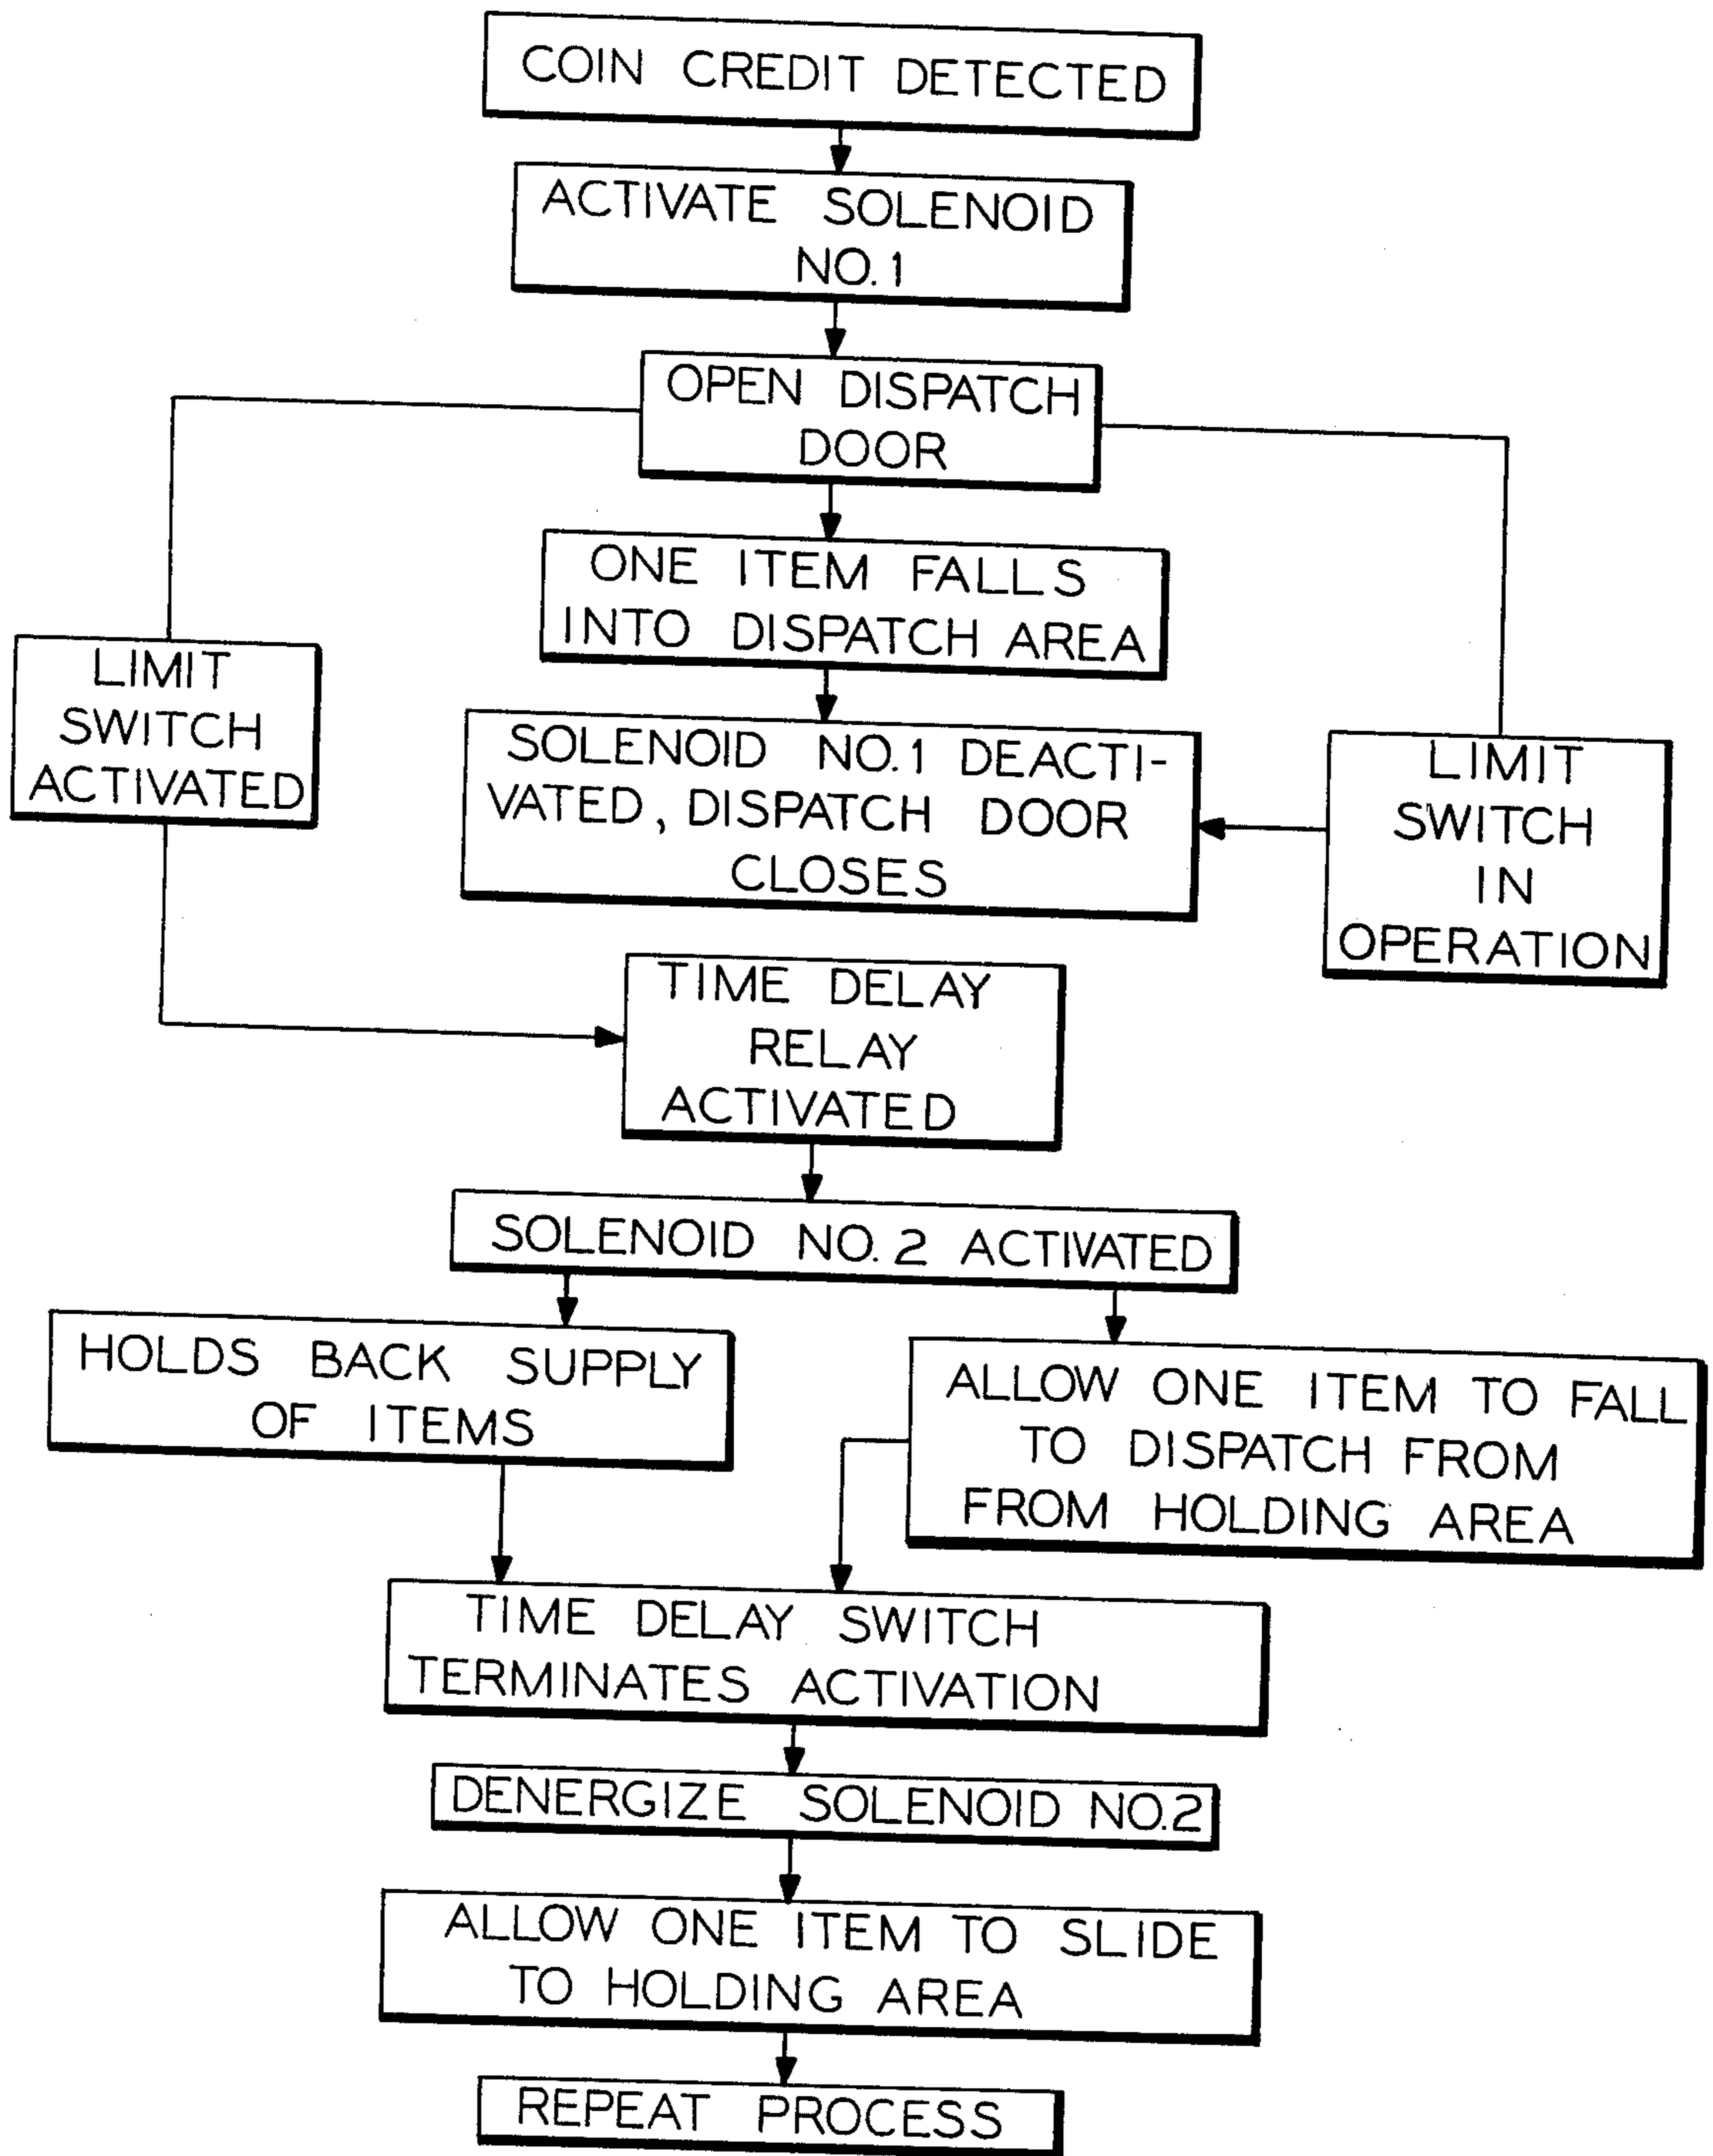 COIN CREDIT DETECTED
ACTIVATE SOLENOID
NO.1
OPEN DISPATCH
DOOR
ONE ITEM FALLS
INTO DISPATCH AREA
LIMIT
SWITCH
ACTIVATED
SOLENOID NO.1 DEACTI-
VATED, DISPATCH DOOR
CLOSES
LIMIT
SWITCH
IN
OPERATION
TIME DELAY
RELAY
ACTIVATED
SOLENOID NO.2 ACTIVATED
HOLDS BACK SUPPLY
OF ITEMS
ALLOW ONE ITEM TO FALL
TO DISPATCH FROM
FROM HOLDING AREA
TIME DELAY SWITCH
TERMINATES ACTIVATION
DENERGIZE SOLENOID NO.2
ALLOW ONE ITEM TO SLIDE
TO HOLDING AREA
REPEAT PROCESS